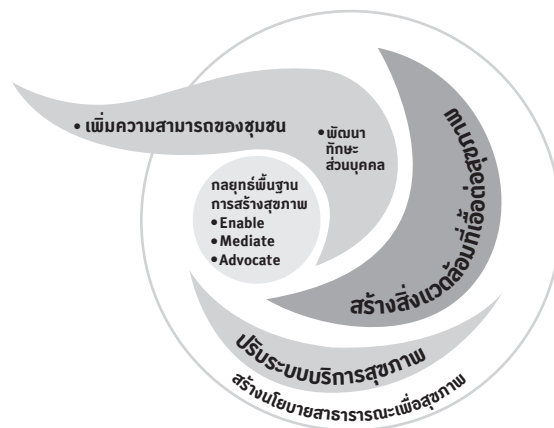 • เพิ่มความสามารถของชุมชน
• พัฒนา
ทักษะ
ส่วนบุคคล
กลยุทธ์พื้นฐาน
การสร้างสุขภาพ
• Enable
• Mediate
• Advocate
สร้างสิ่งแวดล้อมที่เอื้อต่อสุขภาพ
ปรับระบบบริการสุขภาพ
สร้างนโยบายสาธารารณะเพื่อสุขภาพ